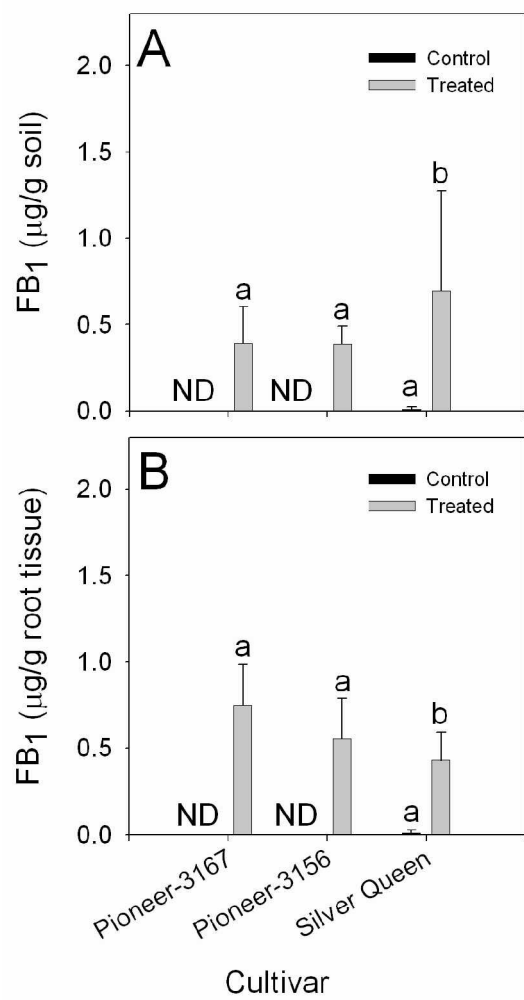 A
Control
Treated
2.0
1.5
1.0
0.5
0.0
FB1 (µg/g soil)
a
a
b
ND
ND
a
B
Control
Treated
2.0
1.5
1.0
0.5
0.0
FB1 (µg/g root tissue)
a
a
b
ND
ND
a
Pioneer-3167
Pioneer-3156
Silver Queen
Cultivar